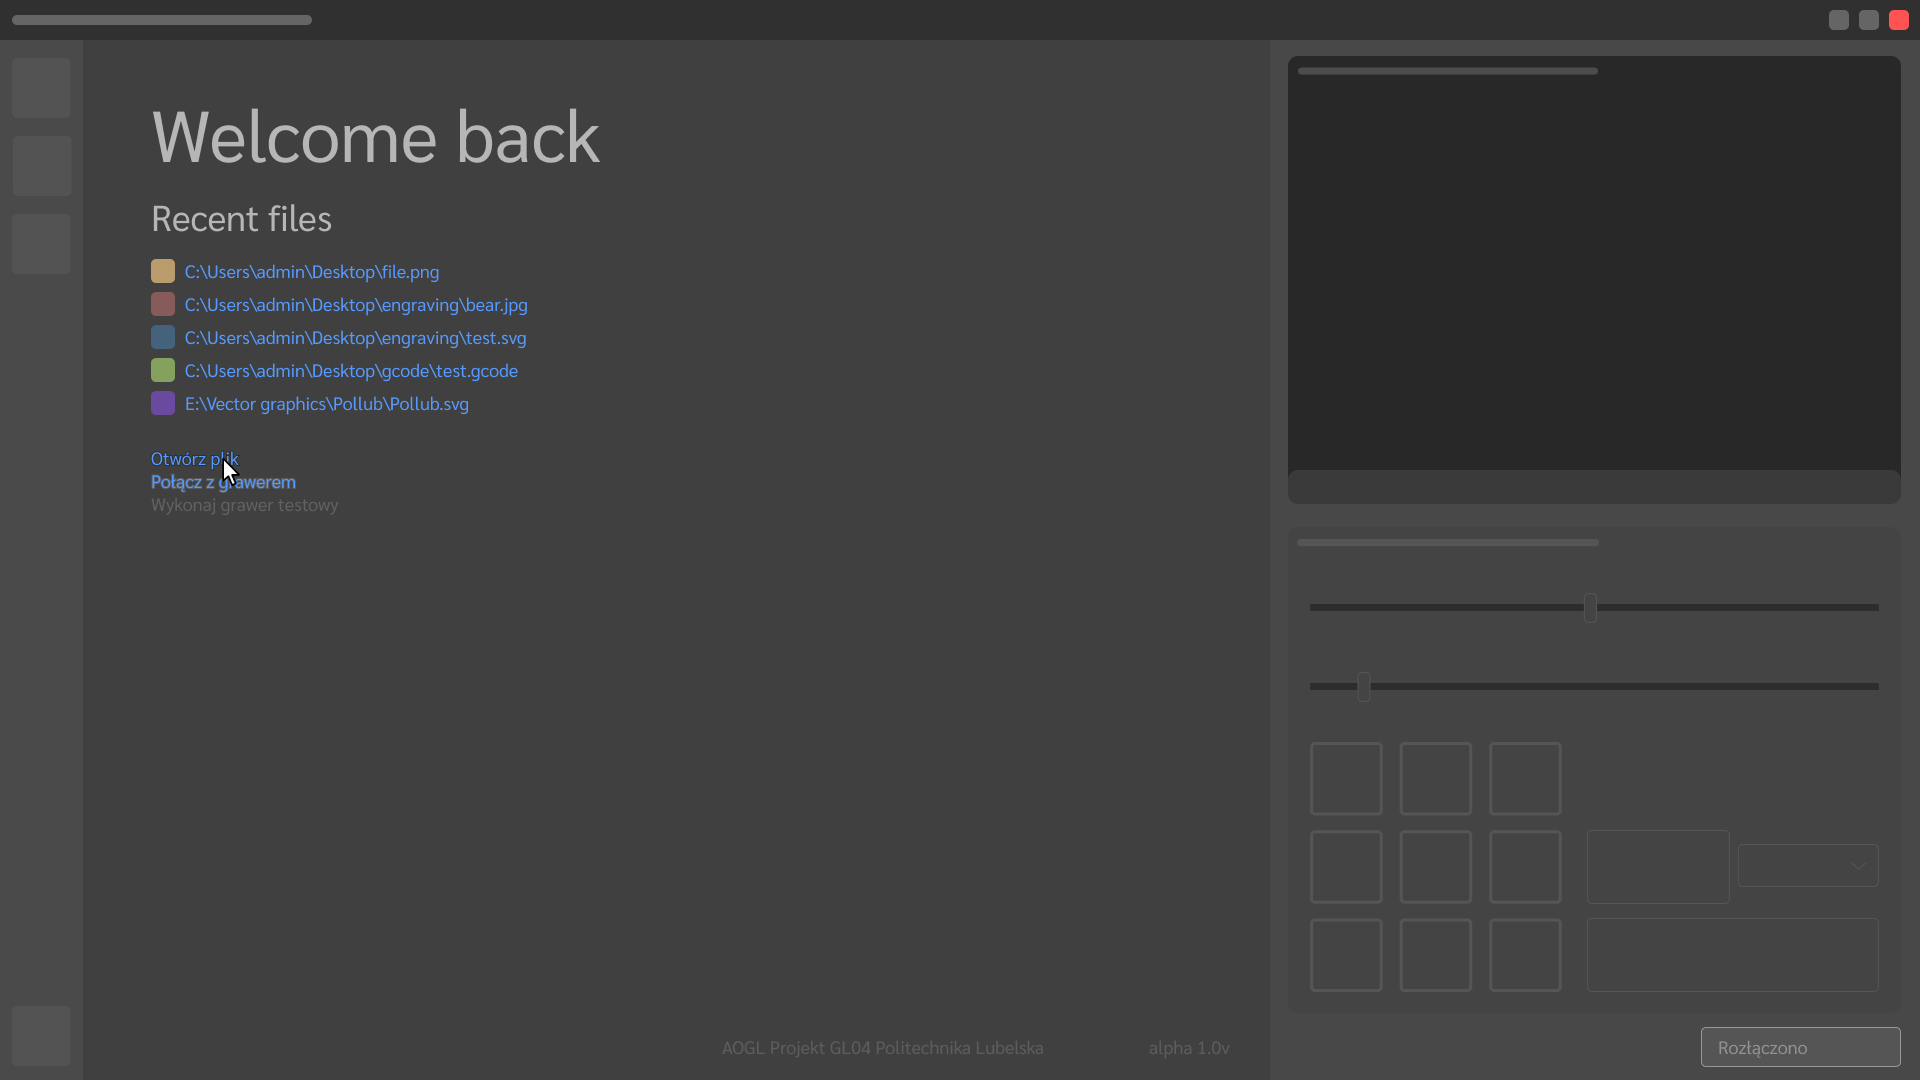 Welcome back
Recent files
C:\Users\admin\Desktop\file.png
C:\Users\admin\Desktop\engraving\bear.jpg
C:\Users\admin\Desktop\engraving\test.svg
C:\Users\admin\Desktop\gcode\test.gcode
E:\Vector graphics\Pollub\Pollub.svg
Otwórz plik
Połącz z grawerem
Wykonaj grawer testowy
AOGL Projekt GL04 Politechnika Lubelska
alpha 1.0v
Rozłączono